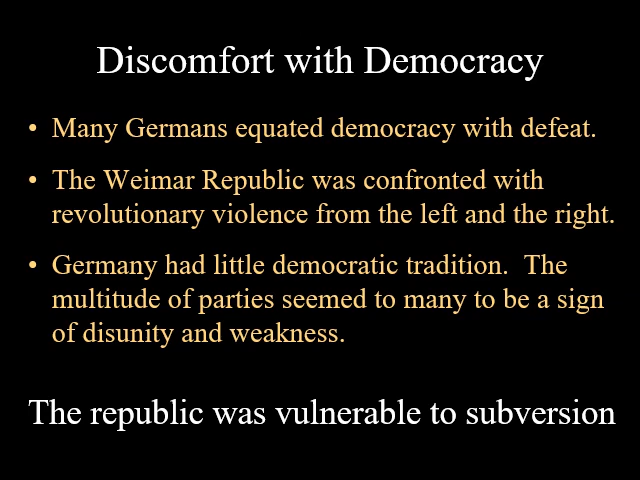 Discomfort with Democracy
• Many Germans equated democracy with defeat.
• The Weimar Republic was confronted with
revolutionary violence from the left and the right.
• Germany had little democratic tradition.  The
multitude of parties seemed to many to be a sign
of disunity and weakness.
The republic was vulnerable to subversion